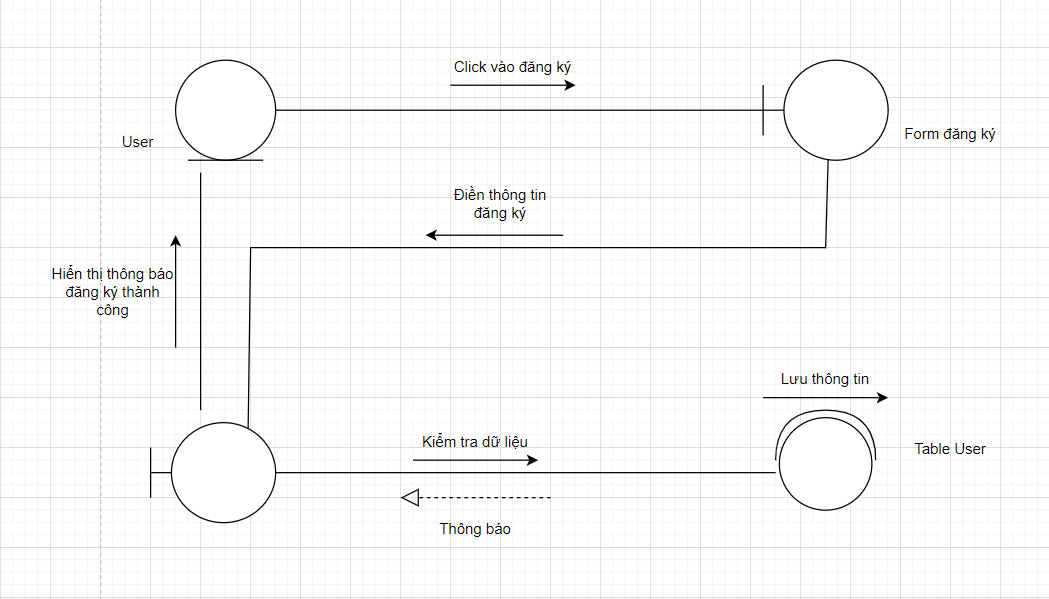 Click vào đăng ký
User
Form đăng ký
Điền thông tin
đăng ký
Hiển thị thông báo
đăng ký thành
công
Lưu thông tin
Kiểm tra dữ liệu
Table User
Thông báo